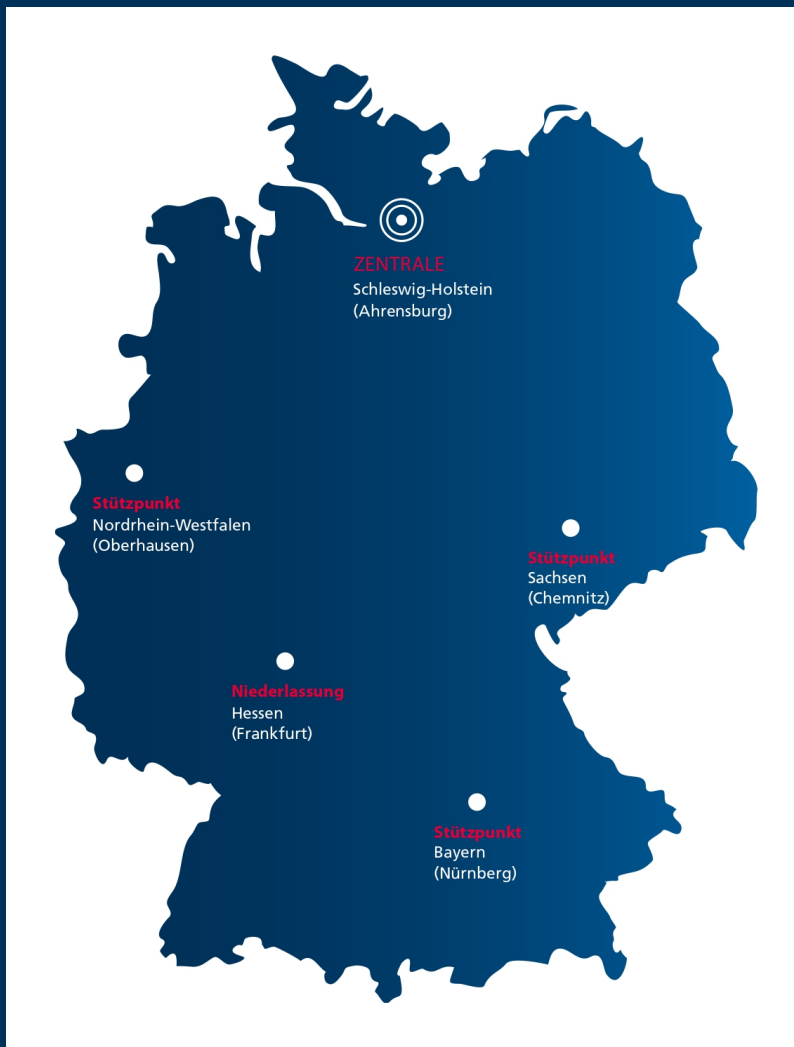 ZENTRALE
Schleswig-Holstein
(Ahrensburg)
Stützpunkt
Nordrhein-Westfalen
(Oberhausen)
Stützpunkt
Sachsen
(Chemnitz)
Niederlassung
Hessen
(Frankfurt)
Stützpunkt
Bayern
(Nürnberg)